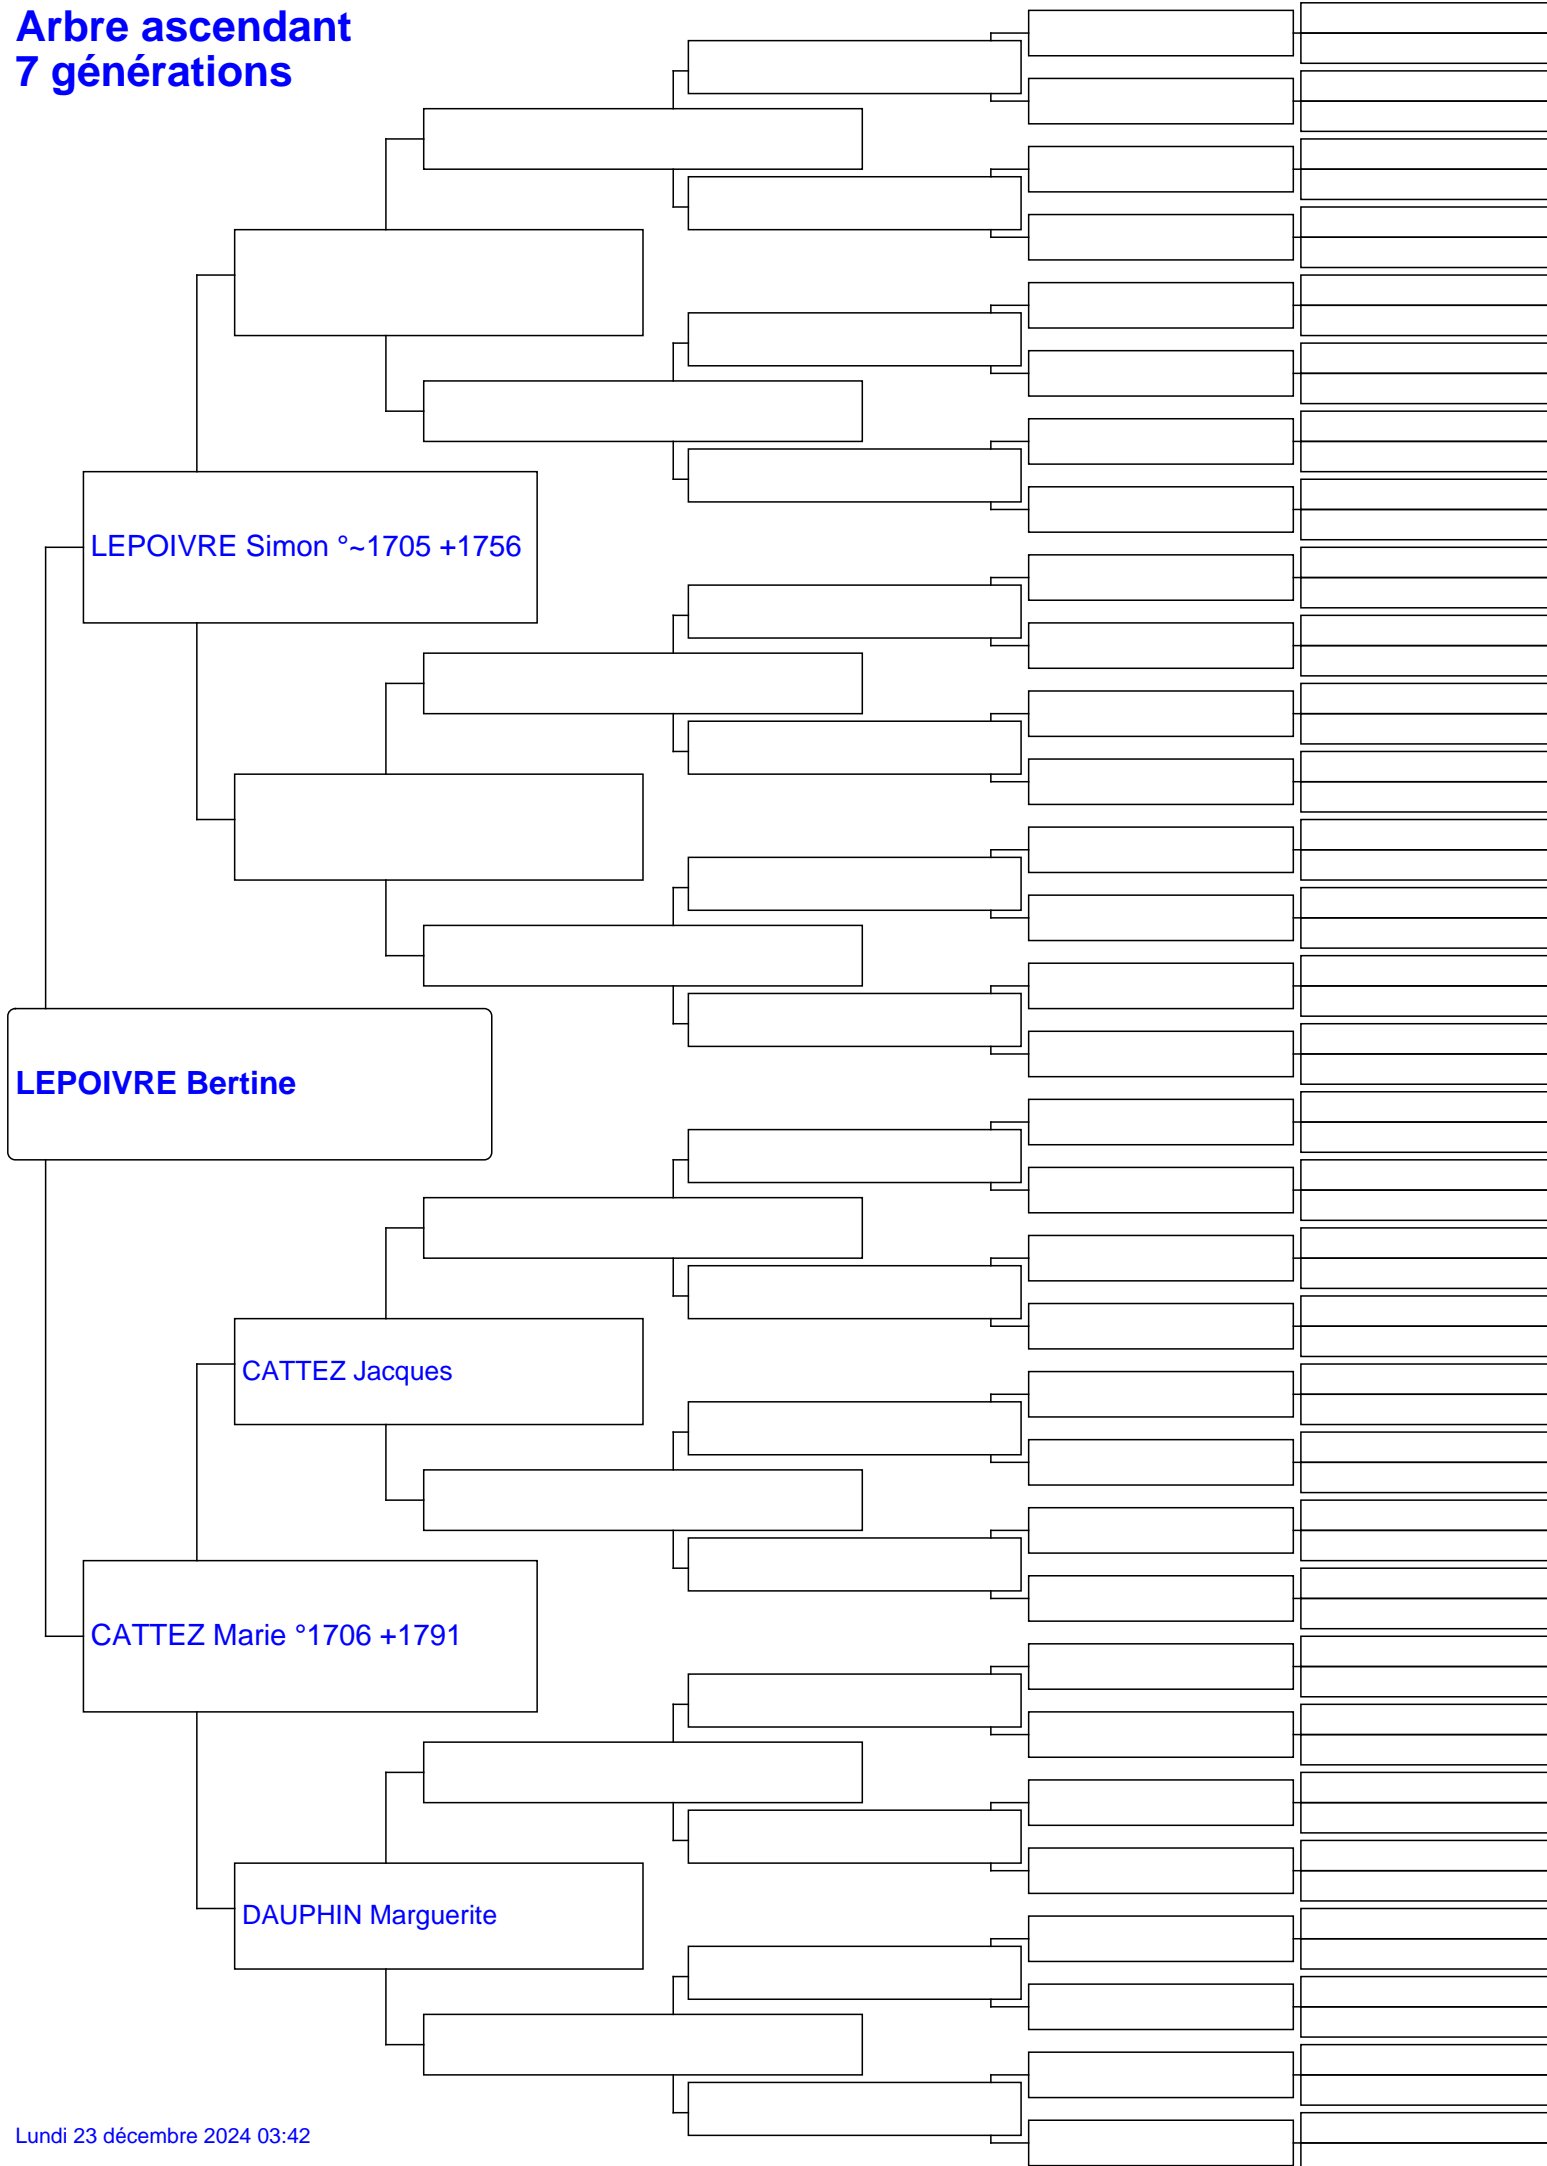 Arbre ascendant
7 générations
LEPOIVRE Simon °~1705 +1756
LEPOIVRE Bertine
CATTEZ Jacques
CATTEZ Marie °1706 +1791
DAUPHIN Marguerite
Lundi 23 décembre 2024 03:42